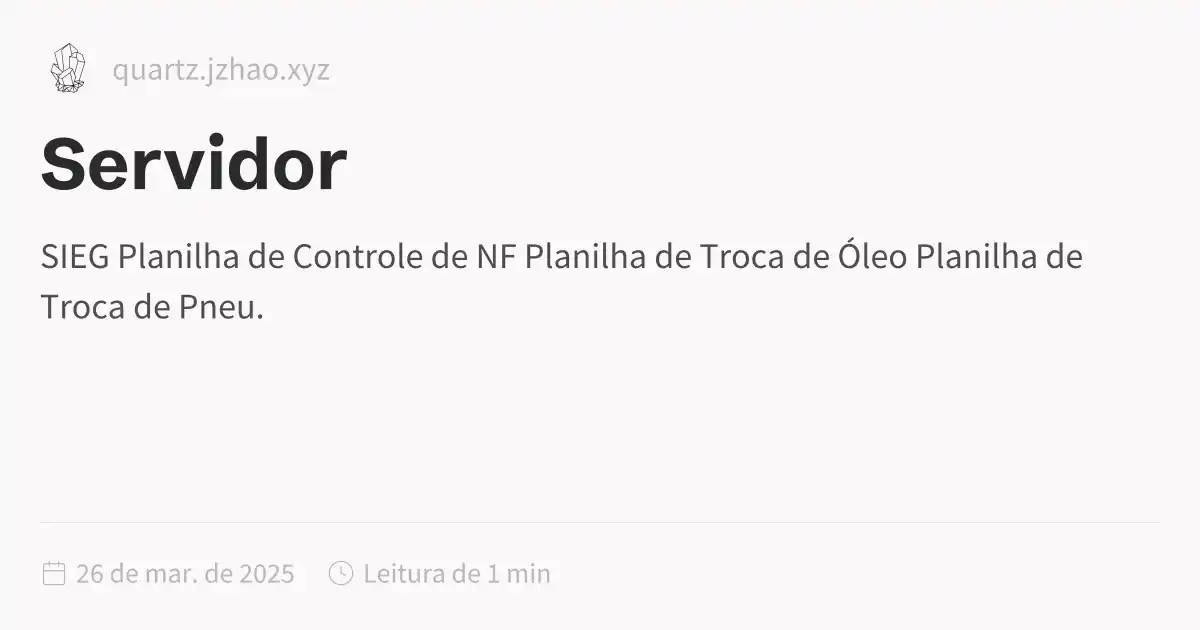 quartz.jzhao.xyz
Servidor
SIEG Planilha de Controle de NF Planilha de Troca de Óleo Planilha de
Troca de Pneu.
26 de mar. de 2025 Leitura de 1 min